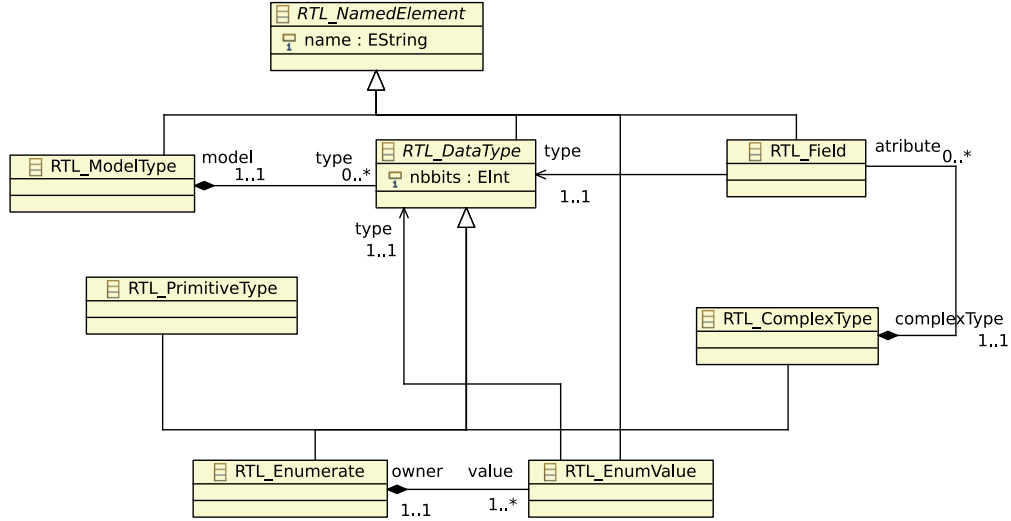 RTL_NamedElement
name : EString
RTL_ModelType
model
1..1
type
0..*
RTL_DataType
nbbits : EInt
type
1..1
RTL_Field
atribute
0..*
type
1..1
RTL_PrimitiveType
RTL_ComplexType
complexType
1..1
RTL_Enumerate
owner
1..1
value
1..*
RTL_EnumValue